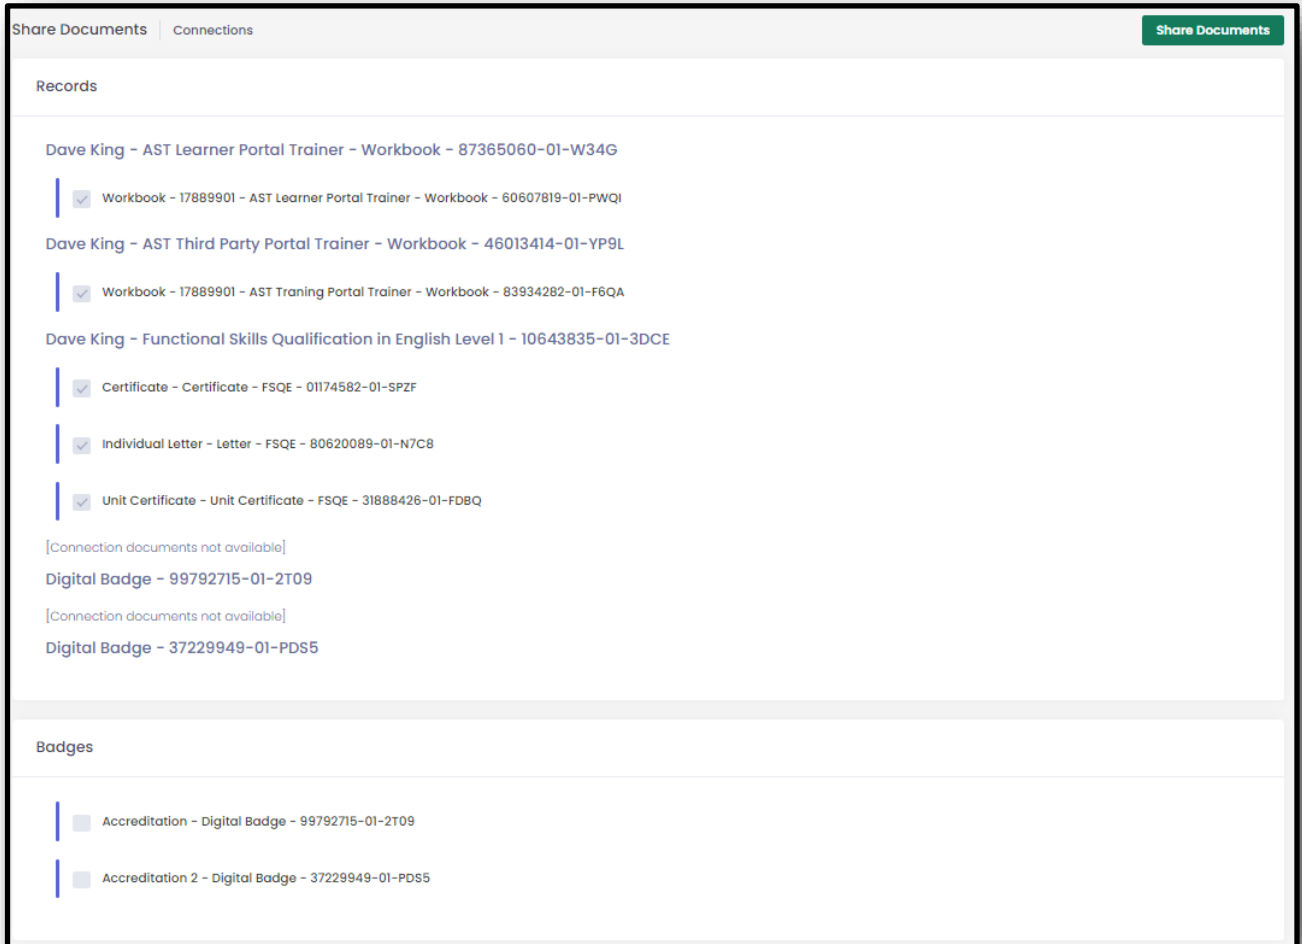 Share Documents Connections Share Documents
Records
Dave King - AST Learner Portal Trainer - Workbook - 87365060-01-W34G
Workbook - 17889901 - AST Learner Portal Trainer - Workbook - 60607819-01-PWQI
Dave King - AST Third Party Portal Trainer - Workbook - 46013414-01-YP9L
Workbook - 17889901 - AST Traning Portal Trainer - Workbook - 83934282-01-F6QA
Dave King - Functional Skills Qualification in English Level 1 - 10643835-01-3DCE
Certificate - Certificate - FSQE - 01174582-01-SPZF
Individual Letter - Letter - FSQE - 80620089-01-N7C8
Unit Certificate - Unit Certificate - FSQE - 31888426-01-FDBQ
[Connection documents not available]
Digital Badge - 99792715-01-2T09
[Connection documents not available]
Digital Badge - 37229949-01-PDS5
Badges
Accreditation - Digital Badge - 99792715-01-2T09
Accreditation 2 - Digital Badge - 37229949-01-PDS5